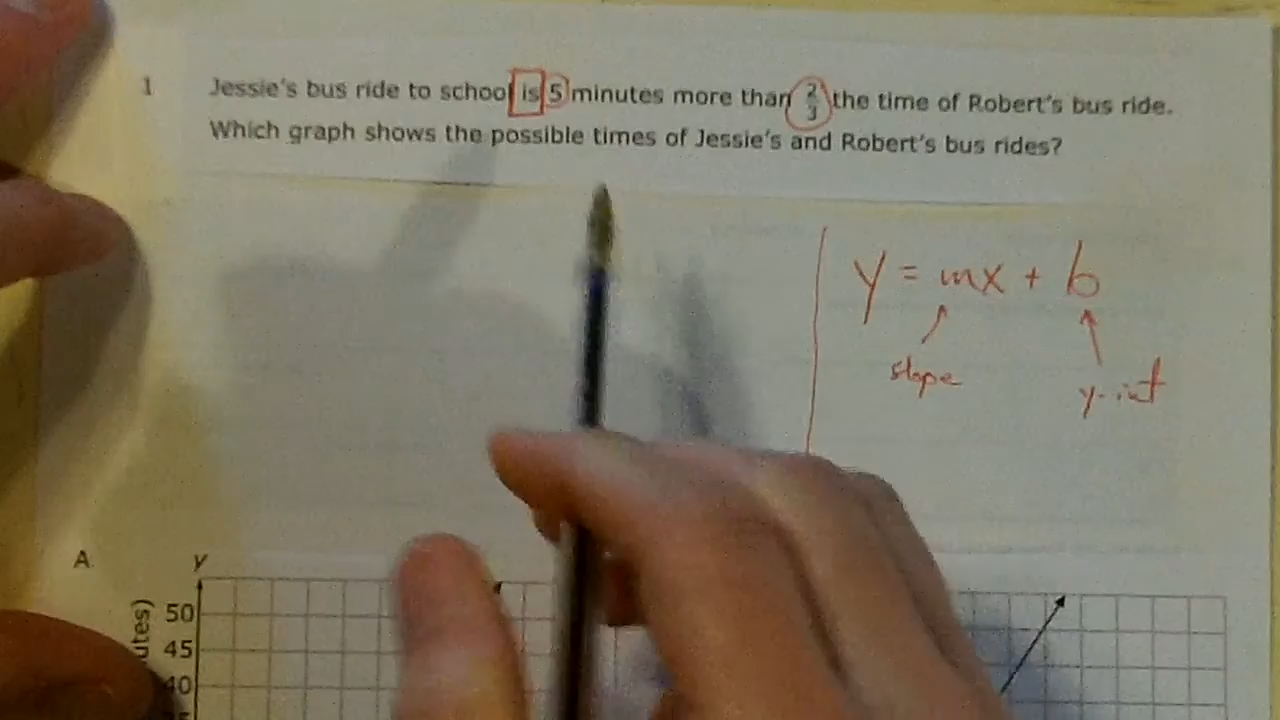 1 Jessie's bus ride to school is 5 minutes more than 2/3 the time of Robert's bus ride.
Which graph shows the possible times of Jessie's and Robert's bus rides?
y = mx + b
slope
y-int
A
y
50
45
40